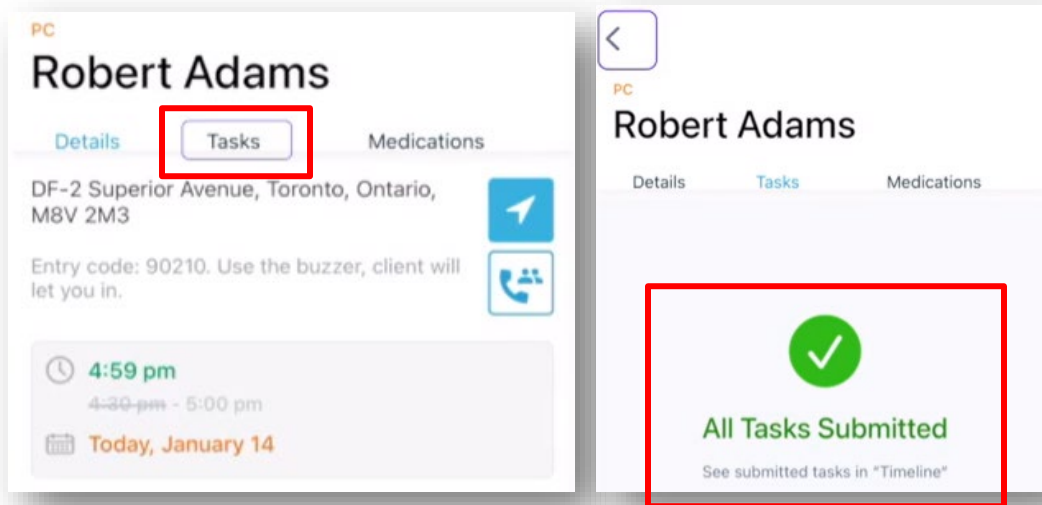 PC
Robert Adams
Details Tasks Medications
DF-2 Superior Avenue, Toronto, Ontario,
M8V 2M3
Entry code: 90210. Use the buzzer, client will
let you in.
4:59 pm
4:30 pm - 5:00 pm
Today, January 14
PC
Robert Adams
Details Tasks Medications
All Tasks Submitted
See submitted tasks in "Timeline"